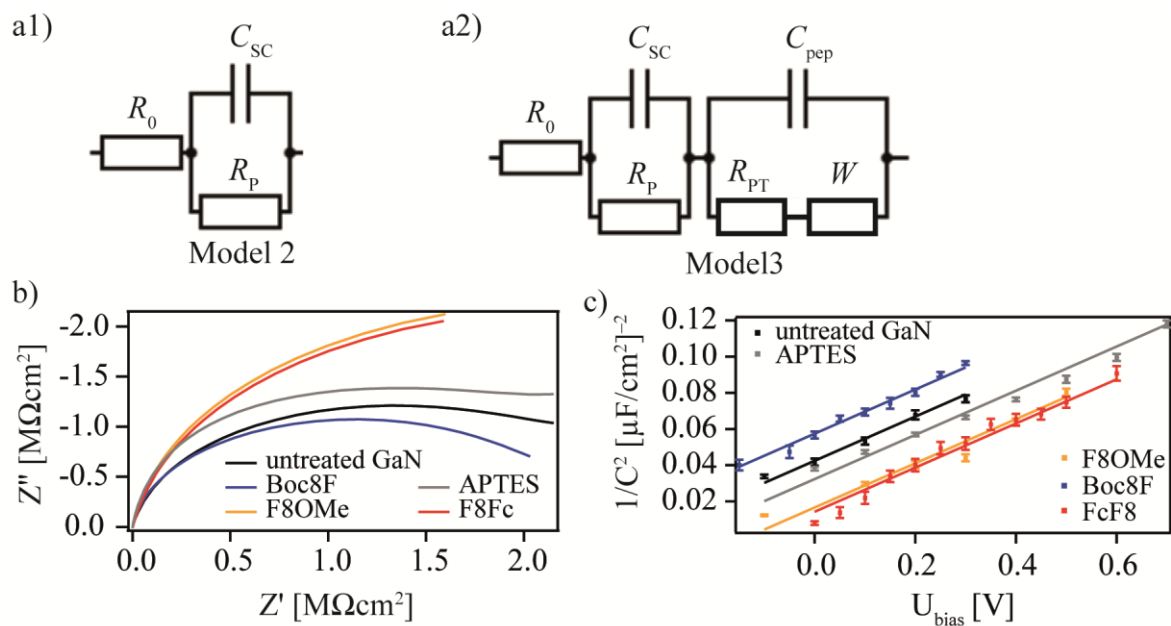 a1)
C_SC
R_0
R_P
Model 2
a2)
C_SC
C_pep
R_0
R_P
R_PT
W
Model3
b)
Z'' [MΩcm²]
-2.0
-1.5
-1.0
-0.5
0.0
untreated GaN
Boc8F
APTES
F8OMe
F8Fc
0.0
0.5
1.0
1.5
2.0
Z' [MΩcm²]
c)
1/C² [µF/cm²]⁻²
0.12
0.10
0.08
0.06
0.04
0.02
untreated GaN
APTES
F8OMe
Boc8F
FcF8
0.0
0.2
0.4
0.6
U_bias [V]